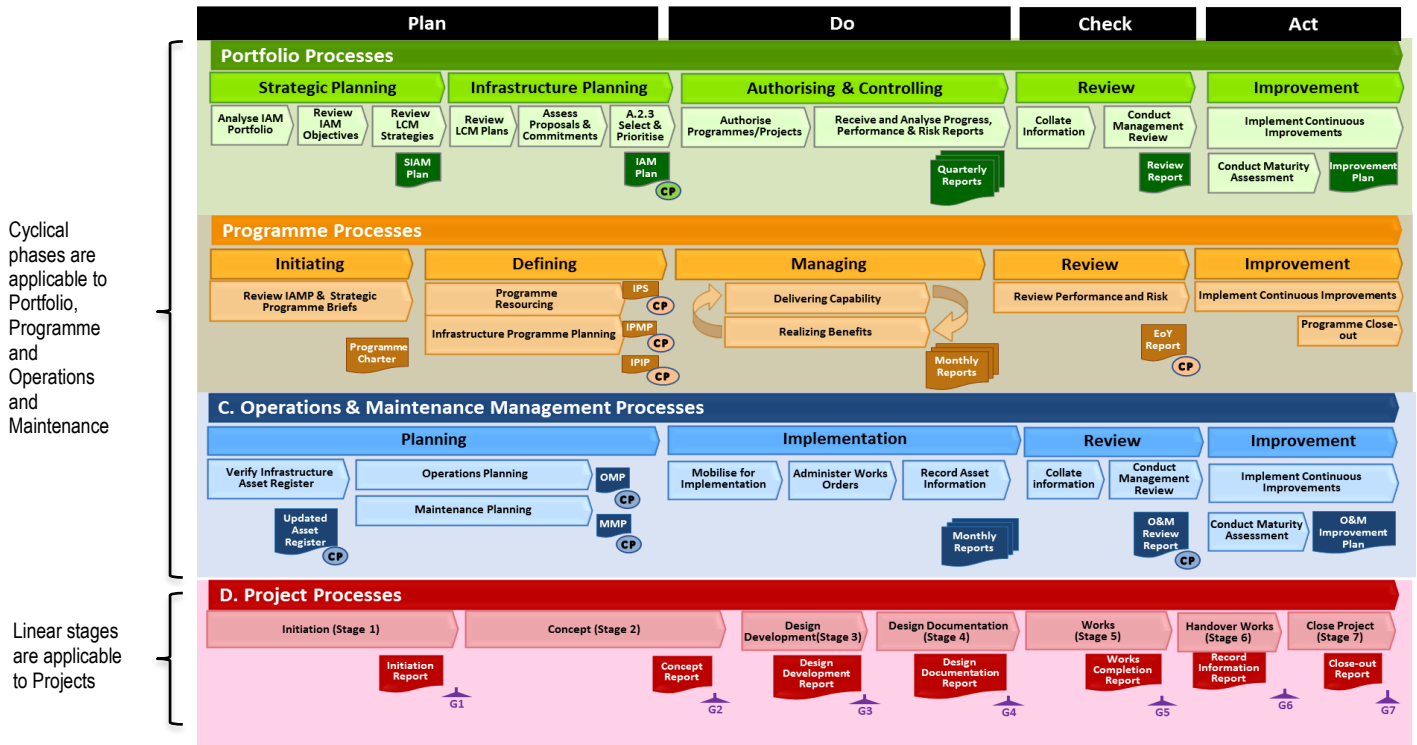 Plan
Do
Check
Act
Portfolio Processes
Strategic Planning
Infrastructure Planning
Authorising & Controlling
Review
Improvement
Analyse IAM
Portfolio
Review
IAM
Objectives
Review
LCM
Strategies
Review
LCM Plans
Assess
Proposals &
Commitments
A.2.3
Select &
Prioritise
Authorise
Programmes/Projects
Receive and Analyse Progress,
Performance & Risk Reports
Collate
Information
Conduct
Management
Review
Implement Continuous
Improvements
SIAM
Plan
IAM
Plan
CP
Quarterly
Reports
Review
Report
Conduct Maturity
Assessment
Improvement
Plan
Cyclical
phases are
applicable to
Portfolio,
Programme
and
Operations
and
Maintenance
Programme Processes
Initiating
Defining
Managing
Review
Improvement
Review IAMP & Strategic
Programme Briefs
Programme
Resourcing
IPS
CP
Infrastructure Programme Planning
IPMP
CP
IPIP
CP
Programme
Charter
Delivering Capability
Realizing Benefits
Monthly
Reports
Review Performance and Risk
EoY
Report
CP
Implement Continuous Improvements
Programme Close-
out
C. Operations & Maintenance Management Processes
Planning
Implementation
Review
Improvement
Verify Infrastructure
Asset Register
Operations Planning
OMP
CP
Maintenance Planning
MMP
CP
Updated
Asset
Register
CP
Mobilise for
Implementation
Administer Works
Orders
Record Asset
Information
Monthly
Reports
Collate
information
Conduct
Management
Review
O&M
Review
Report
CP
Implement Continuous
Improvements
Conduct Maturity
Assessment
O&M
Improvement
Plan
Linear stages
are applicable
to Projects
D. Project Processes
Initiation (Stage 1)
Concept (Stage 2)
Design
Development(Stage 3)
Design Documentation
(Stage 4)
Works
(Stage 5)
Handover Works
(Stage 6)
Close Project
(Stage 7)
Initiation
Report
G1
Concept
Report
G2
Design
Development
Report
G3
Design
Documentation
Report
G4
Works
Completion
Report
G5
Record
Information
Report
G6
Close-out
Report
G7